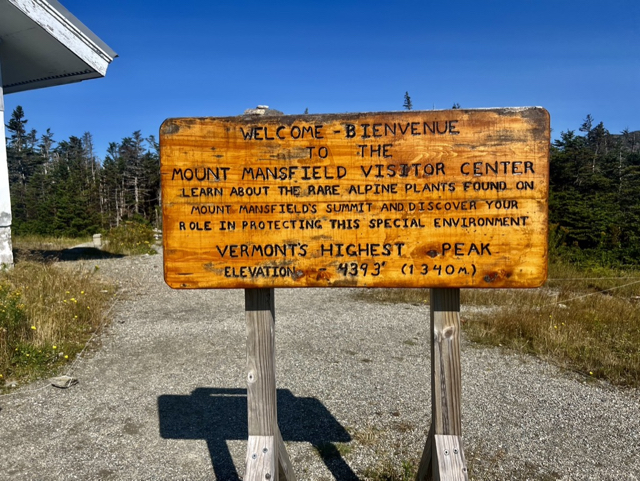 WELCOME - BIENVENUE
TO THE
MOUNT MANSFIELD VISITOR CENTER
LEARN ABOUT THE RARE ALPINE PLANTS FOUND ON
MOUNT MANSFIELD'S SUMMIT AND DISCOVER YOUR
ROLE IN PROTECTING THIS SPECIAL ENVIRONMENT
VERMONT'S HIGHEST PEAK
ELEVATION 4393' (1340M.)